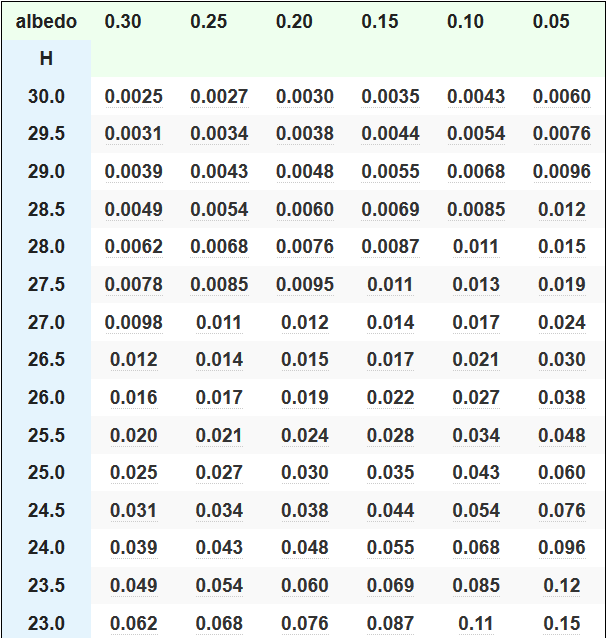 albedo 0.30 0.25 0.20 0.15 0.10 0.05
H
30.0 0.0025 0.0027 0.0030 0.0035 0.0043 0.0060
29.5 0.0031 0.0034 0.0038 0.0044 0.0054 0.0076
29.0 0.0039 0.0043 0.0048 0.0055 0.0068 0.0096
28.5 0.0049 0.0054 0.0060 0.0069 0.0085 0.012
28.0 0.0062 0.0068 0.0076 0.0087 0.011 0.015
27.5 0.0078 0.0085 0.0095 0.011 0.013 0.019
27.0 0.0098 0.011 0.012 0.014 0.017 0.024
26.5 0.012 0.014 0.015 0.017 0.021 0.030
26.0 0.016 0.017 0.019 0.022 0.027 0.038
25.5 0.020 0.021 0.024 0.028 0.034 0.048
25.0 0.025 0.027 0.030 0.035 0.043 0.060
24.5 0.031 0.034 0.038 0.044 0.054 0.076
24.0 0.039 0.043 0.048 0.055 0.068 0.096
23.5 0.049 0.054 0.060 0.069 0.085 0.12
23.0 0.062 0.068 0.076 0.087 0.11 0.15